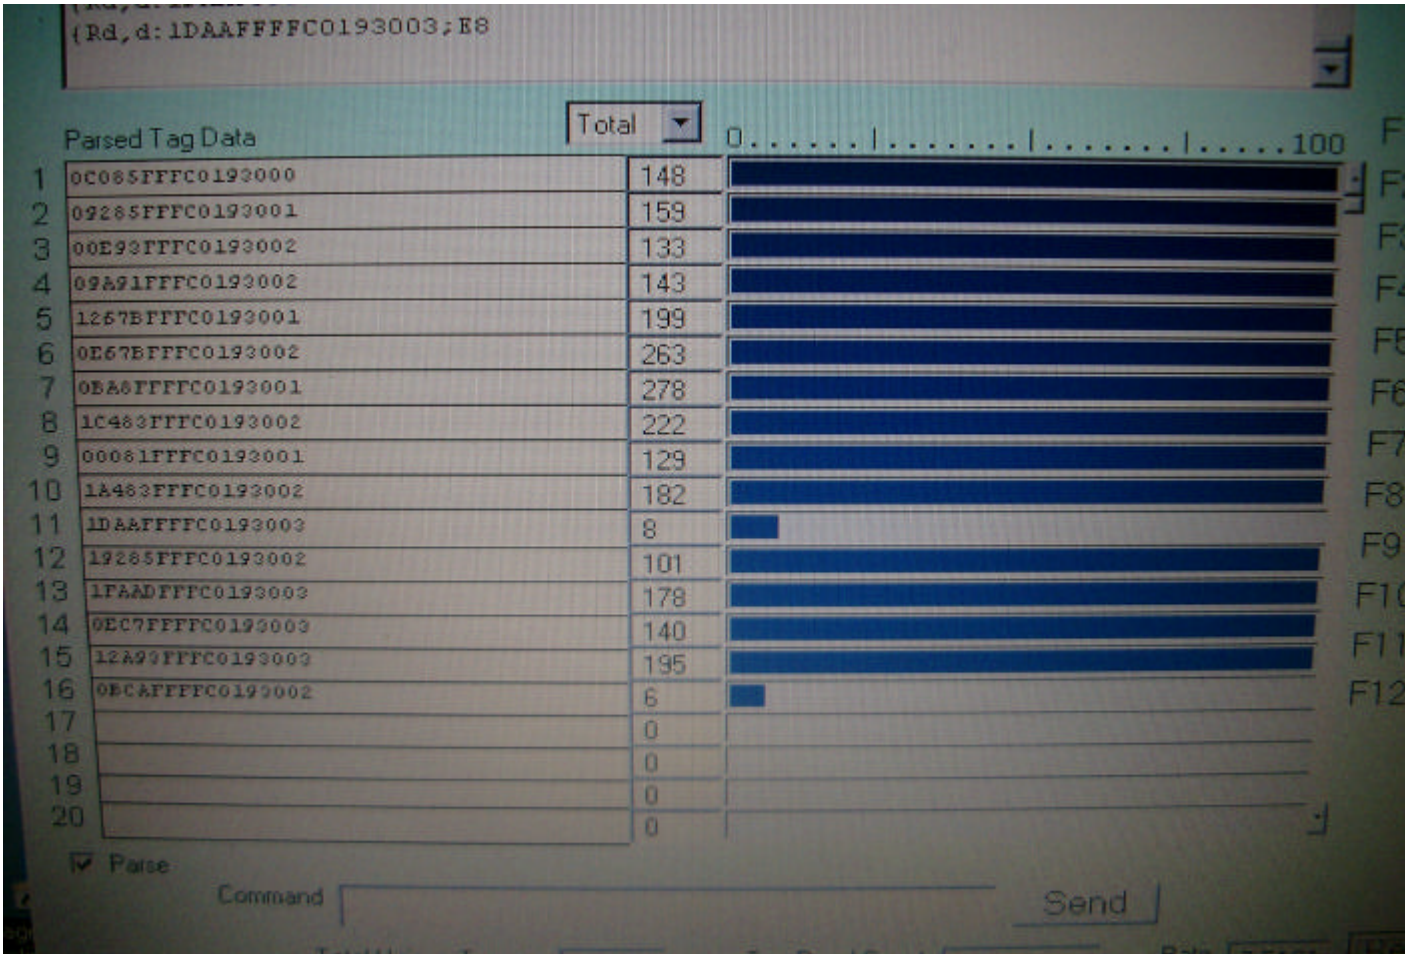 {Rd,d:1DAAFFFFC0193003;E8
Total
Parsed Tag Data
0.......|.......|.......|.....100
1 0C085FFFC0193000 148
2 09285FFFC0193001 159
3 00E93FFFC0193002 133
4 09A91FFFC0193002 143
5 1267BFFFC0193001 199
6 0E67BFFFC0193002 263
7 0BA8FFFFC0193001 278
8 1C483FFFC0193002 222
9 00081FFFC0193001 129
10 1A483FFFC0193002 182
11 1DAAFFFFC0193003 8
12 19285FFFC0193002 101
13 1FAADFFFC0193003 178
14 0EC7FFFFC0193003 140
15 12A93FFFC0193003 195
16 0BCAFFFFC0193002 6
17 0
18 0
19 0
20 0
F6
F7
F8
F9
F12
Parse
Command
Send